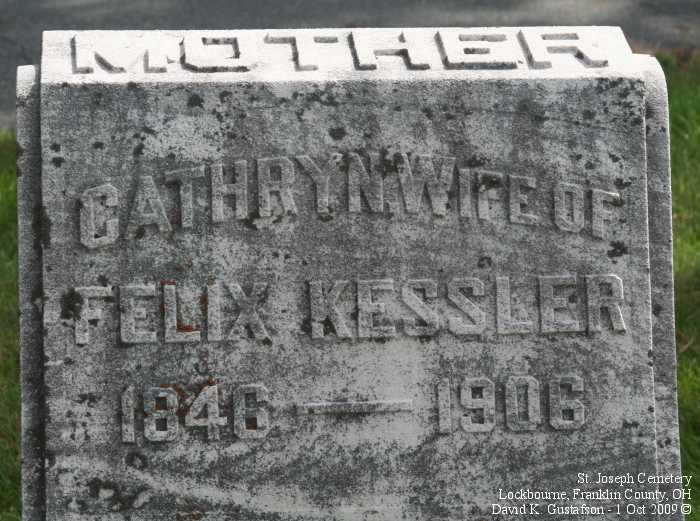 MOTHER
CATHRYN, WIFE OF
FELIX KESSLER
1846 — 1906
St. Joseph Cemetery
Lockbourne, Franklin County, OH
David K. Gustafson - 1 Oct 2009 ©